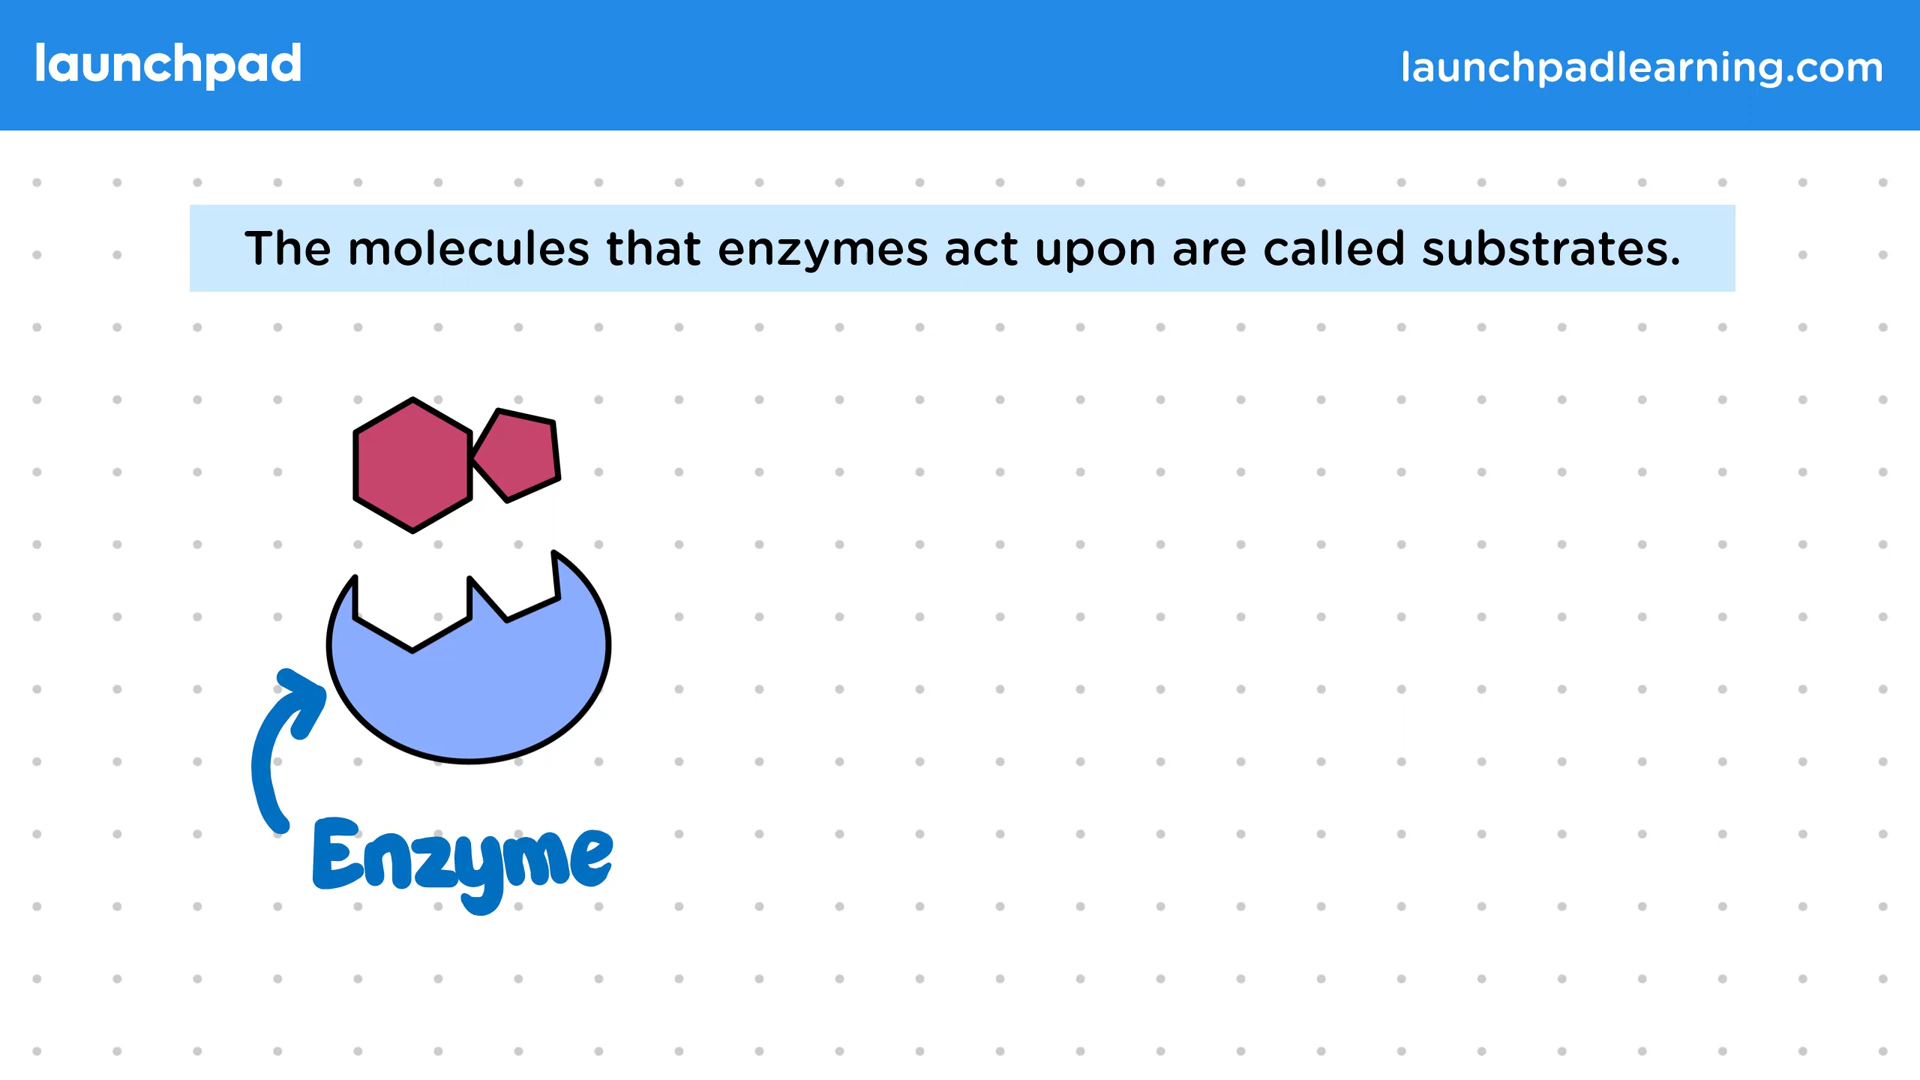 launchpad
launchpadlearning.com
The molecules that enzymes act upon are called substrates.
Enzyme